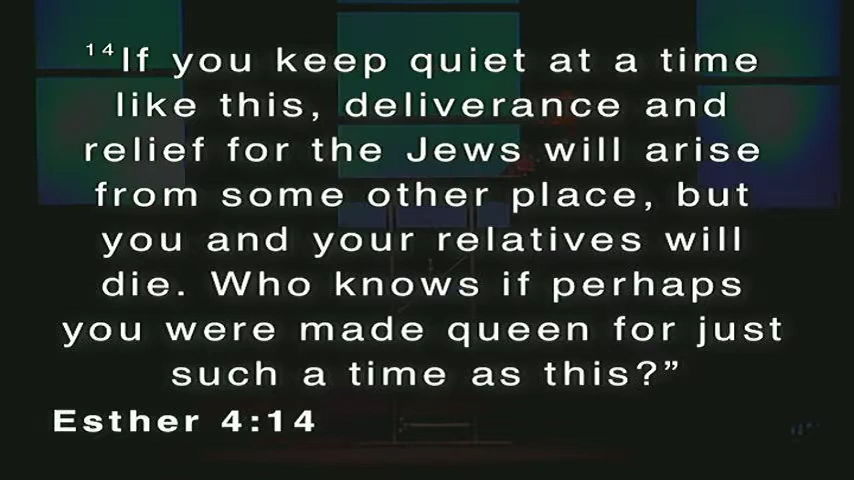 ¹⁴If you keep quiet at a time
like this, deliverance and
relief for the Jews will arise
from some other place, but
you and your relatives will
die. Who knows if perhaps
you were made queen for just
such a time as this?”
Esther 4:14